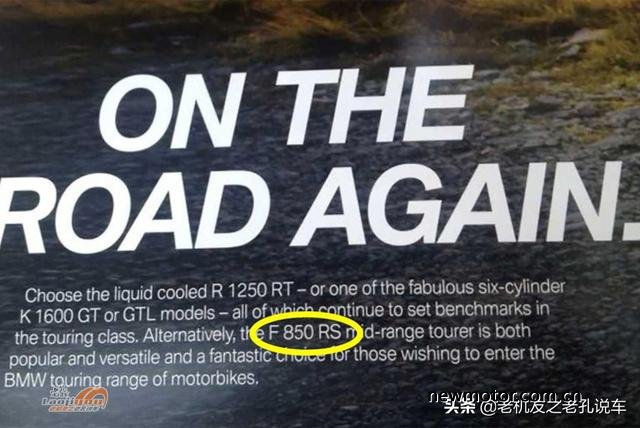 ON THE
ROAD AGAIN.
Choose the liquid cooled R 1250 RT – or one of the fabulous six-cylinder
K 1600 GT or GTL models – all of which continue to set benchmarks in
the touring class. Alternatively, the F 850 RS mid-range tourer is both
popular and versatile and a fantastic choice for those wishing to enter the
BMW touring range of motorbikes.
newmotor.com.cn
头条 @老机友之老孔说车